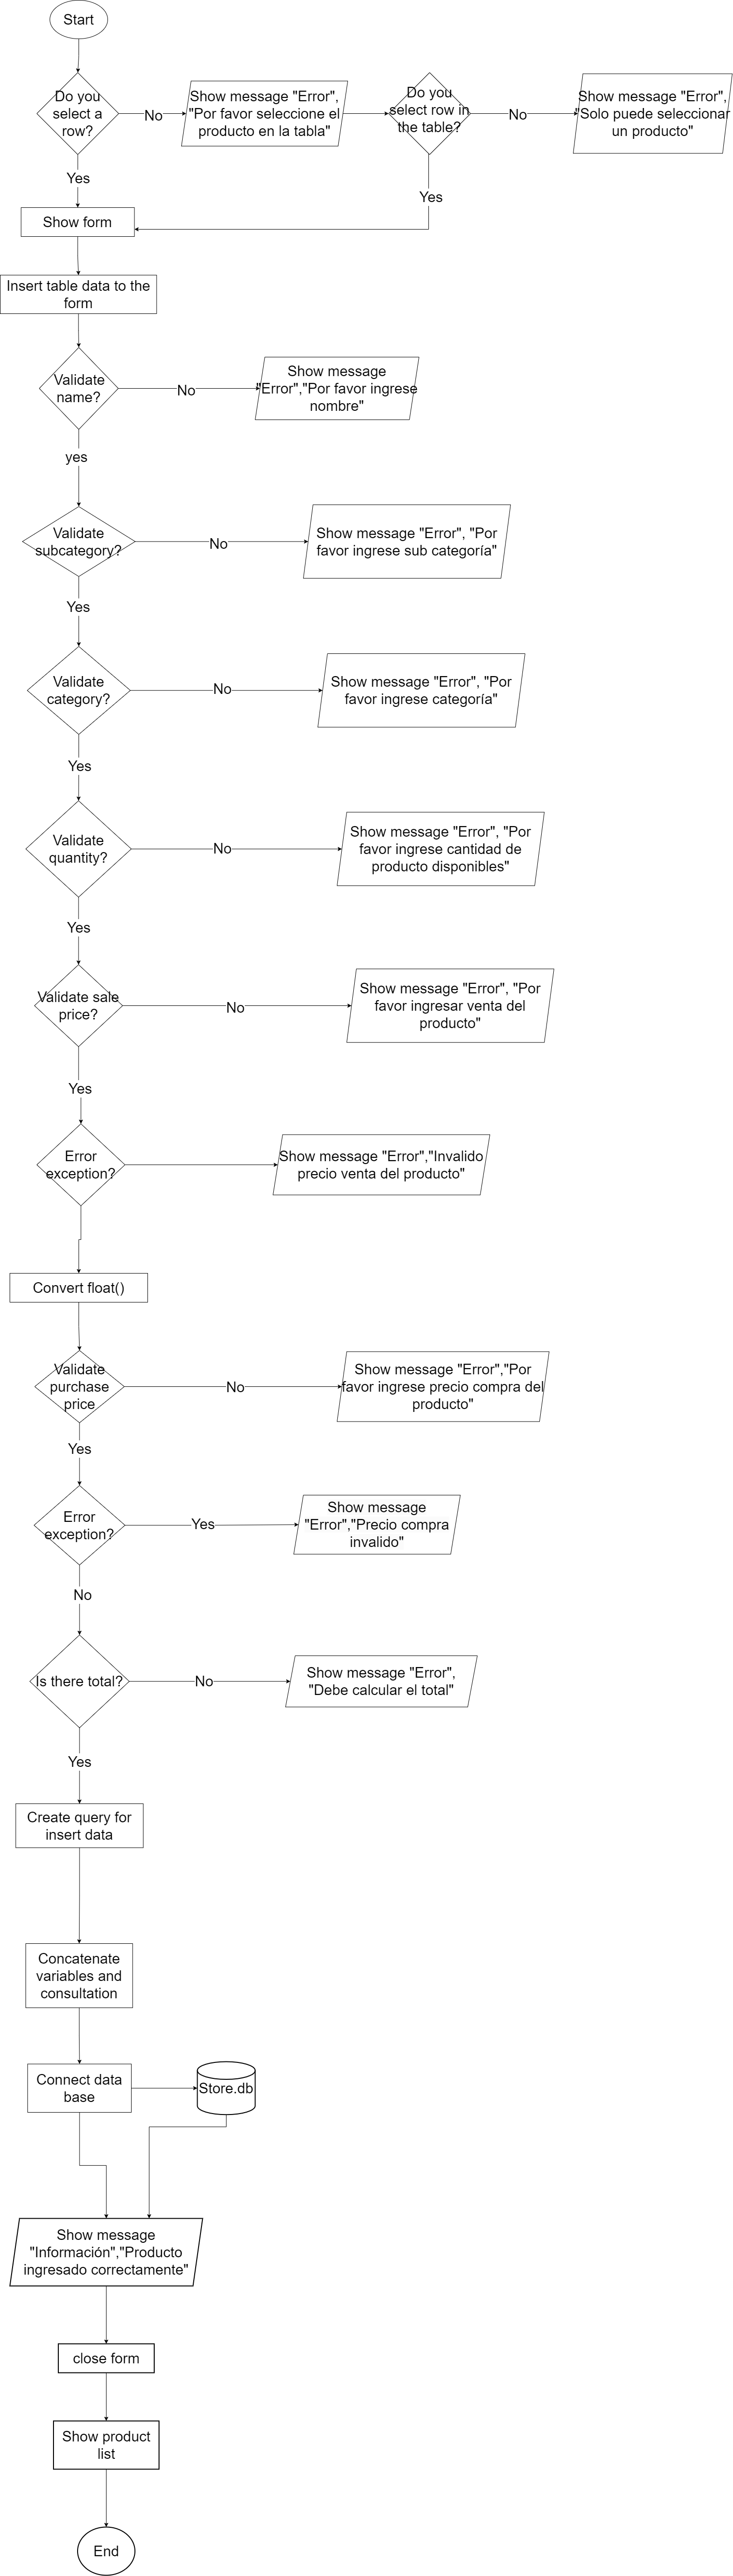 Start
Do you
select a
row?
No
Show message "Error",
"Por favor seleccione el
producto en la tabla"
Do you
select row in
the table?
No
Show message "Error",
"Solo puede seleccionar
un producto"
Yes
Yes
Show form
Insert table data to the
form
Validate
name?
No
Show message
"Error","Por favor ingrese
nombre"
yes
Validate
subcategory?
No
Show message "Error", "Por
favor ingrese sub categoría"
Yes
Validate
category?
No
Show message "Error", "Por
favor ingrese categoría"
Yes
Validate
quantity?
No
Show message "Error", "Por
favor ingrese cantidad de
producto disponibles"
Yes
Validate sale
price?
No
Show message "Error", "Por
favor ingresar venta del
producto"
Yes
Error
exception?
Show message "Error","Invalido
precio venta del producto"
Convert float()
Validate
purchase
price
No
Show message "Error","Por
favor ingrese precio compra del
producto"
Yes
Error
exception?
Yes
Show message
"Error","Precio compra
invalido"
No
Is there total?
No
Show message "Error",
"Debe calcular el total"
Yes
Create query for
insert data
Concatenate
variables and
consultation
Connect data
base
Store.db
Show message
"Información","Producto
ingresado correctamente"
close form
Show product
list
End